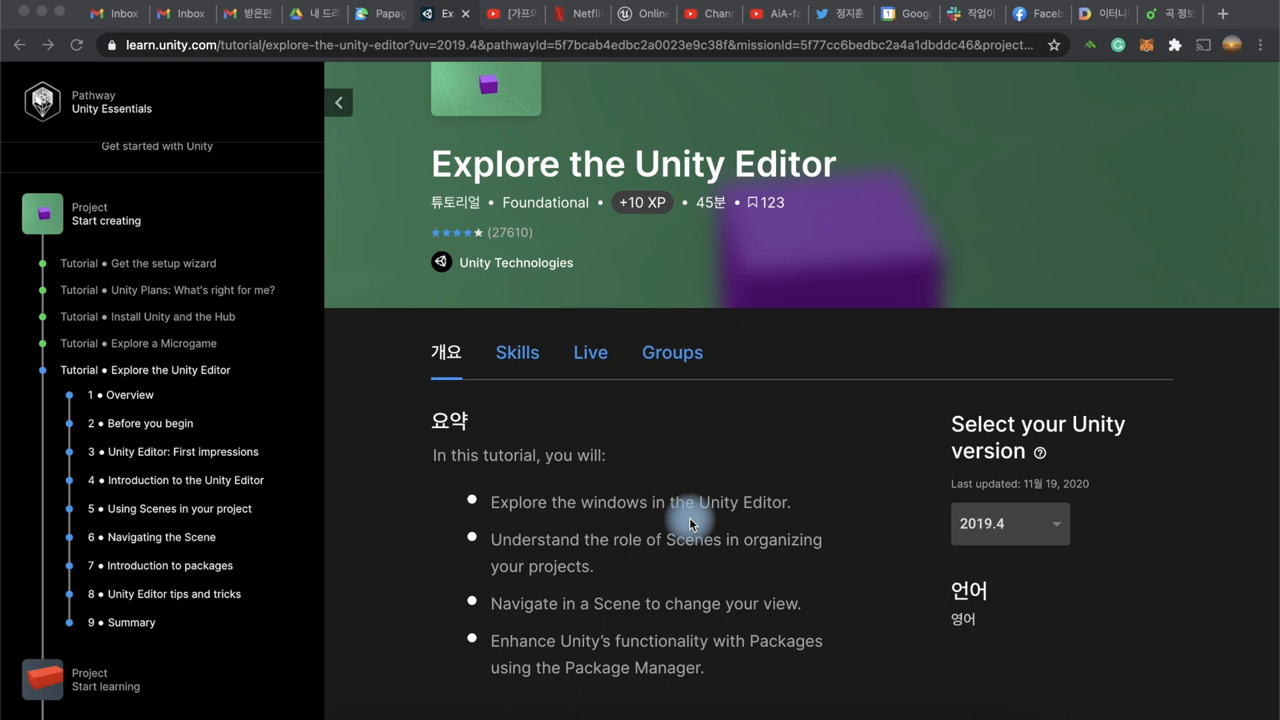 Inbox
Inbox
받은편
내 드라
Papag
Ex
[가프의
Netfli
Online
Chann
AiA-fa
정지훈
Googl
작업이
Faceb
이터니
곡 정보
learn.unity.com/tutorial/explore-the-unity-editor?uv=2019.4&pathwayId=5f7bcab4edbc2a0023e9c38f&missionId=5f77cc6bedbc2a4a1dbddc46&project...
Pathway
Unity Essentials
Get started with Unity
Project
Start creating
Tutorial • Get the setup wizard
Tutorial • Unity Plans: What's right for me?
Tutorial • Install Unity and the Hub
Tutorial • Explore a Microgame
Tutorial • Explore the Unity Editor
1 • Overview
2 • Before you begin
3 • Unity Editor: First impressions
4 • Introduction to the Unity Editor
5 • Using Scenes in your project
6 • Navigating the Scene
7 • Introduction to packages
8 • Unity Editor tips and tricks
9 • Summary
Project
Start learning
Explore the Unity Editor
튜토리얼 • Foundational • +10 XP • 45분 • 123
(27610)
Unity Technologies
개요 Skills Live Groups
요약
In this tutorial, you will:
Explore the windows in the Unity Editor.
Understand the role of Scenes in organizing
your projects.
Navigate in a Scene to change your view.
Enhance Unity’s functionality with Packages
using the Package Manager.
Select your Unity
version
Last updated: 11월 19, 2020
2019.4
언어
영어